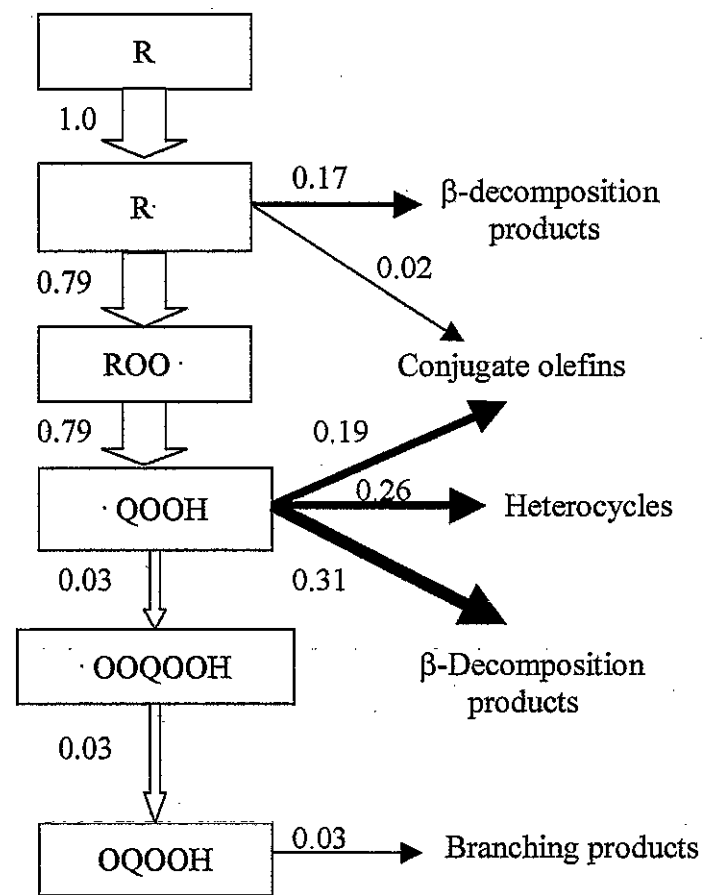 R
1.0
0.17
R·
β-decomposition
products
0.02
0.79
ROO ·
Conjugate olefins
0.79
0.19
0.26
· QOOH
Heterocycles
0.03
0.31
· OOQOOH
β-Decomposition
products
0.03
0.03
OQOOH
Branching products